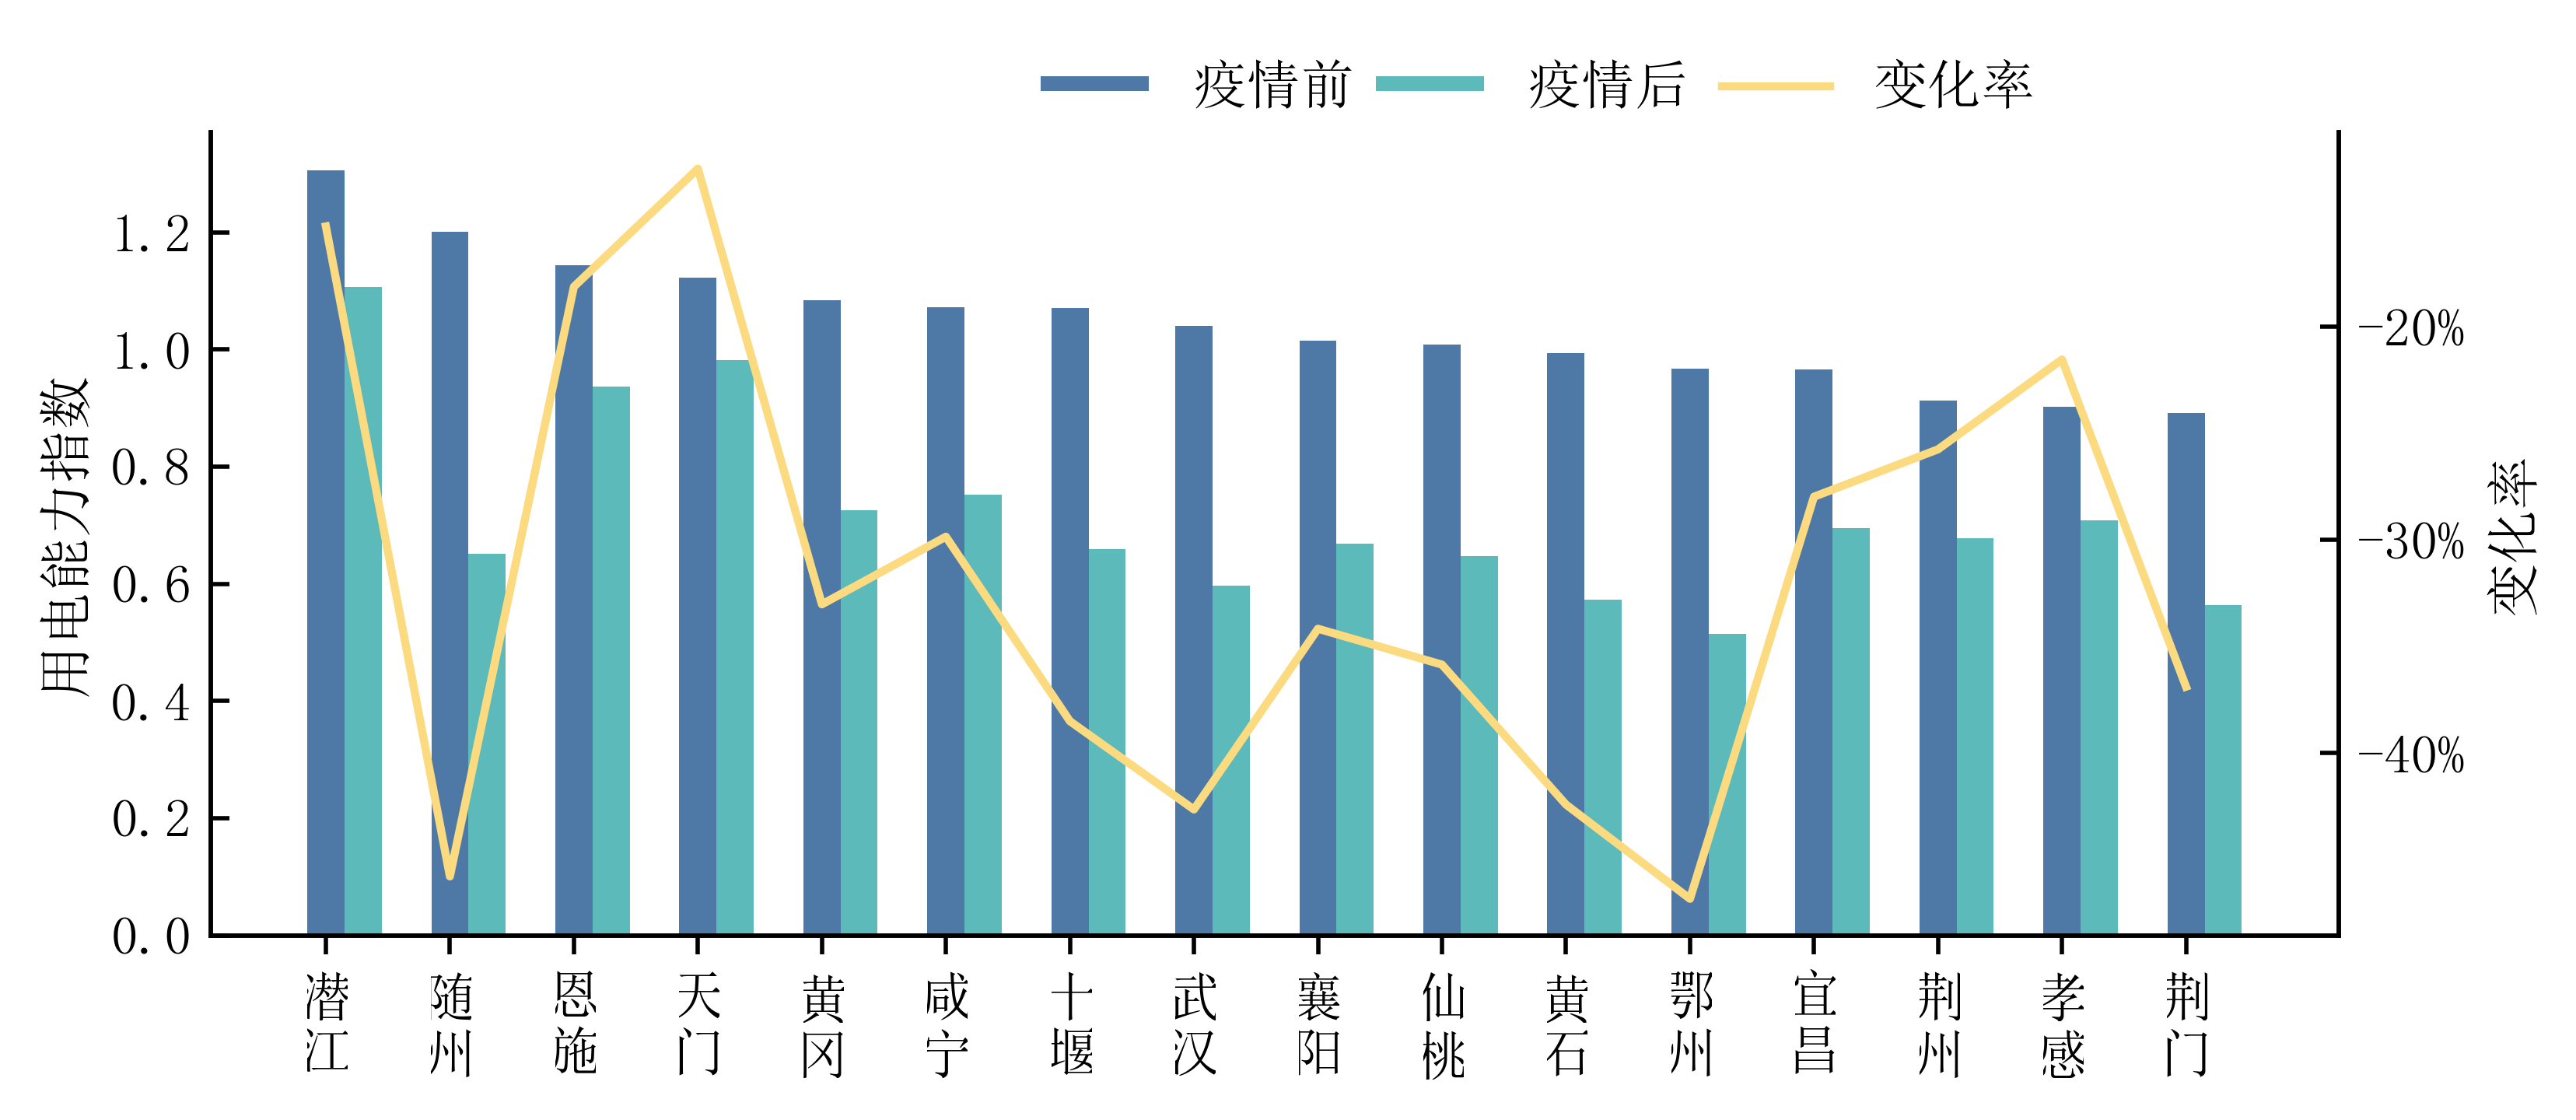 疫情前 疫情后 变化率
用电能力指数
1.2
1.0
0.8
0.6
0.4
0.2
0.0
-20%
-30%
-40%
变化率
潜江
随州
恩施
天门
黄冈
咸宁
十堰
武汉
襄阳
仙桃
黄石
鄂州
宜昌
荆州
孝感
荆门